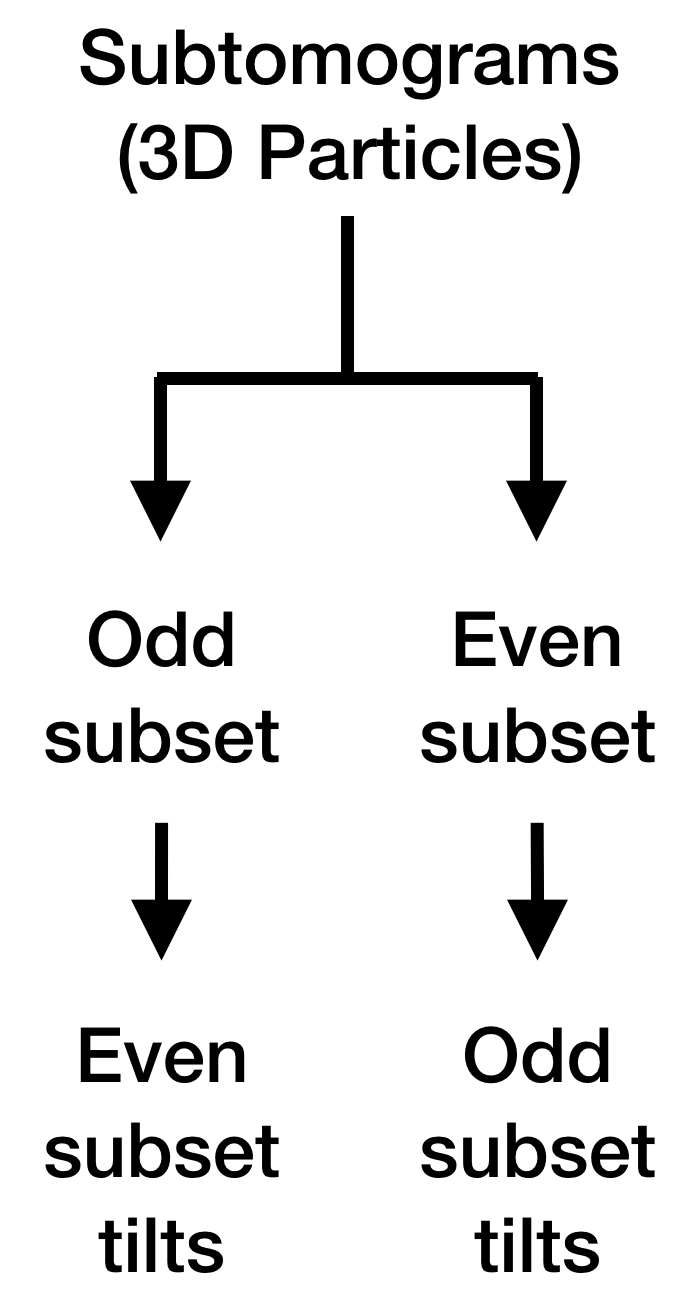 Subtomograms
(3D Particles)
Odd
subset
Even
subset
Even
subset
tilts
Odd
subset
tilts